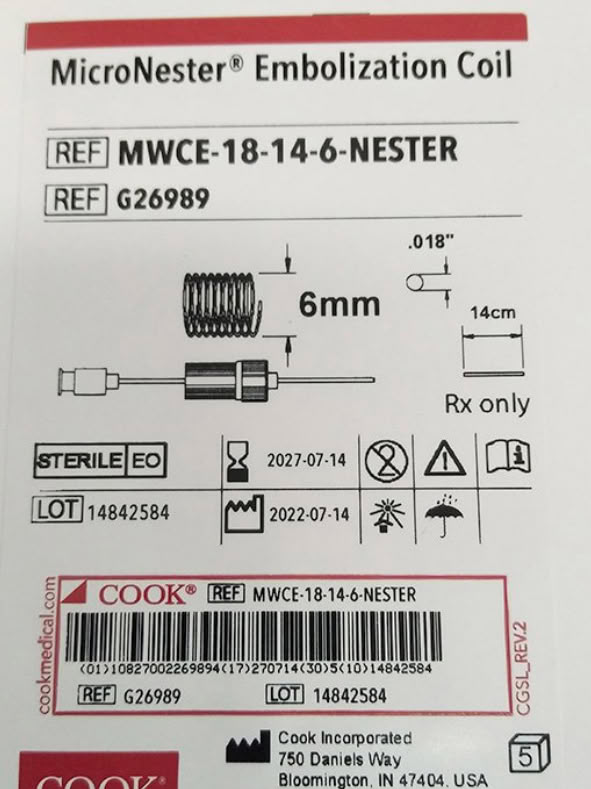 MicroNester® Embolization Coil
REF MWCE-18-14-6-NESTER
REF G26989
.018"
6mm
14cm
Rx only
STERILE EO
2027-07-14
LOT 14842584
2022-07-14
2
i
cookmedical.com
COOK® REF MWCE-18-14-6-NESTER
(01)10827002269894(17)270714(30)5(10)14842584
REF G26989 LOT 14842584
CGSL_REV.2
Cook Incorporated
750 Daniels Way
Bloomington, IN 47404. USA
5
COOK®